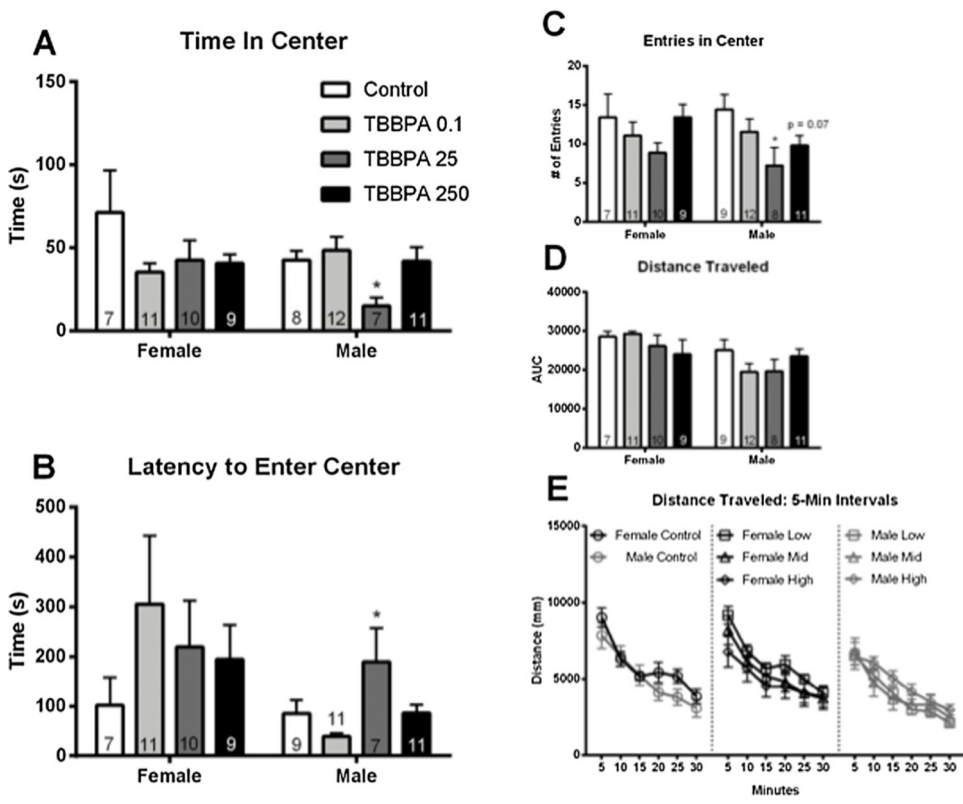 A
Time In Center
150
100
50
0
Time (s)
Control
TBBPA 0.1
TBBPA 25
TBBPA 250
*
7 11 10 9 8 12 7 11
Female Male
B
Latency to Enter Center
500
400
300
200
100
0
Time (s)
*
11
7 11 10 9 9 7 11
Female Male
C
Entries in Center
20
15
10
5
0
# of Entries
p = 0.07
*
7 11 10 9 9 12 8 11
Female Male
D
Distance Traveled
40000
30000
20000
10000
0
AUC
7 11 10 9 9 12 8 11
Female Male
E
Distance Traveled: 5-Min Intervals
15000
10000
5000
0
Distance (mm)
Female Control
Male Control
Female Low
Female Mid
Female High
Male Low
Male Mid
Male High
5 10 15 20 25 30 5 10 15 20 25 30 5 10 15 20 25 30
Minutes